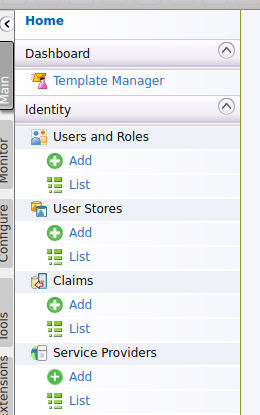 Home
Dashboard
Template Manager
Identity
Users and Roles
Add
List
User Stores
Add
List
Claims
Add
List
Service Providers
Add
List
Main
Monitor
Configure
Tools
Extensions